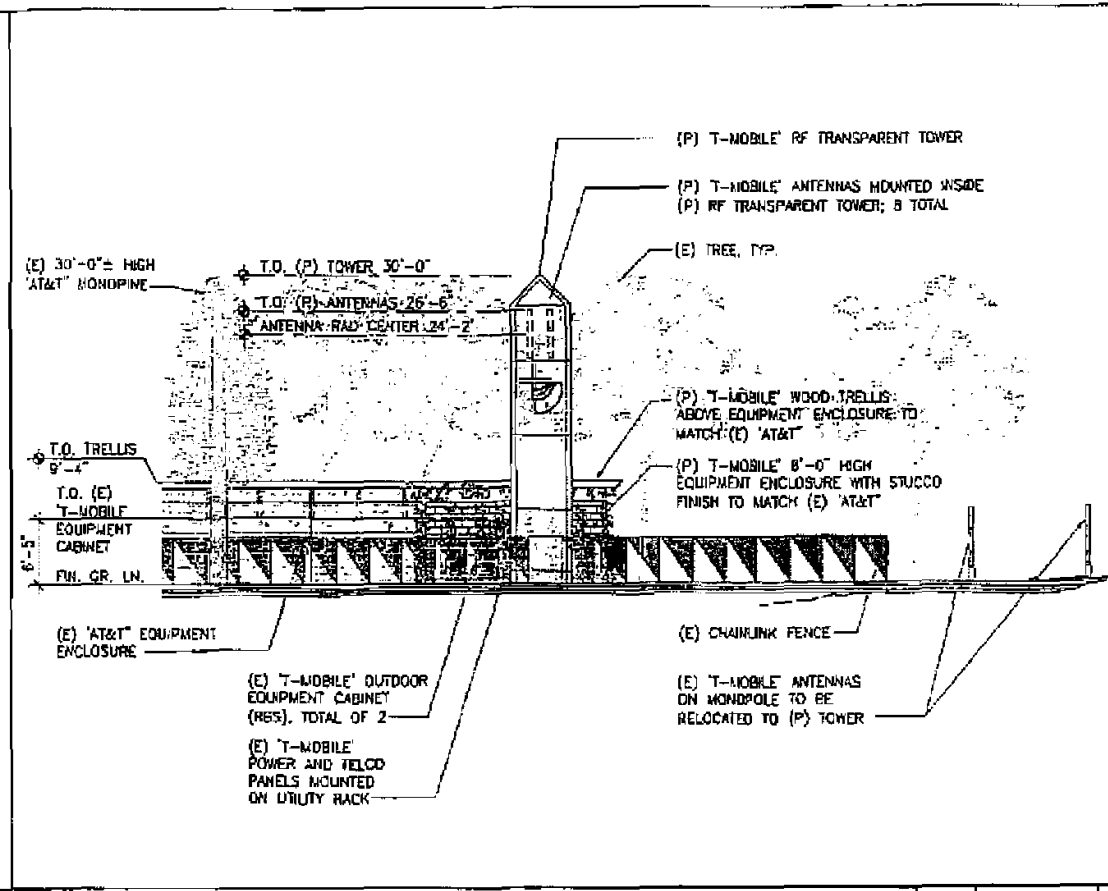 (P) 'T-MOBILE' RF TRANSPARENT TOWER
(P) 'T-MOBILE' ANTENNAS MOUNTED INSIDE
(P) RF TRANSPARENT TOWER; 8 TOTAL
(E) TREE, TYP.
(E) 30'-0"± HIGH
'AT&T' MONOPINE
T.O. (P) TOWER 30'-0"
T.O. (P) ANTENNAS 26'-6"
ANTENNA RAD CENTER 24'-2"
(P) 'T-MOBILE' WOOD TRELLIS
ABOVE EQUIPMENT ENCLOSURE TO
MATCH (E) 'AT&T'
(P) 'T-MOBILE' 8'-0" HIGH
EQUIPMENT ENCLOSURE WITH STUCCO
FINISH TO MATCH (E) 'AT&T'
T.O. TRELLIS
9'-4"
T.O. (E)
'T-MOBILE
EQUIPMENT
CABINET
6'-5"
FIN. GR. LN.
(E) 'AT&T' EQUIPMENT
ENCLOSURE
(E) 'T-MOBILE' OUTDOOR
EQUIPMENT CABINET
(RBS), TOTAL OF 2
(E) 'T-MOBILE'
POWER AND TELCO
PANELS MOUNTED
ON UTILITY RACK
(E) CHAINLINK FENCE
(E) 'T-MOBILE' ANTENNAS
ON MONOPOLE TO BE
RELOCATED TO (P) TOWER